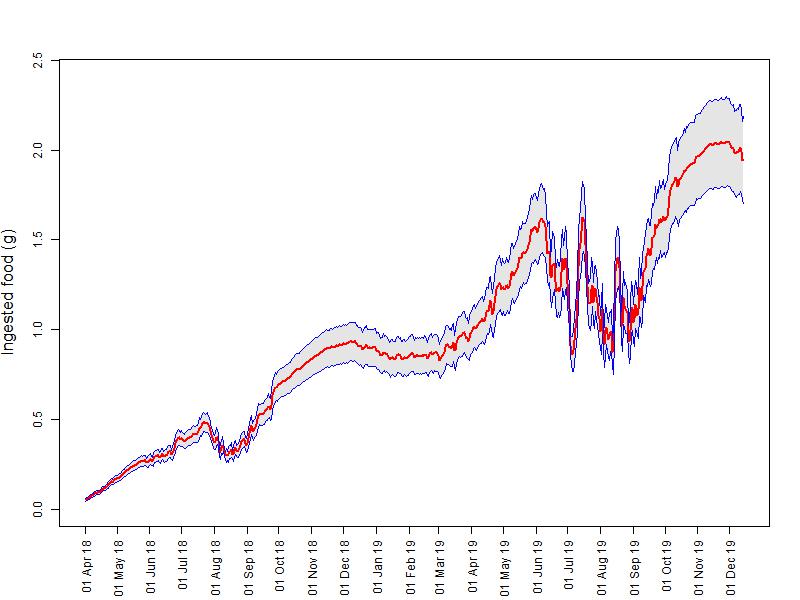 Ingested food (g)
2.5
2.0
1.5
1.0
0.5
0.0
01 Apr 18
01 May 18
01 Jun 18
01 Jul 18
01 Aug 18
01 Sep 18
01 Oct 18
01 Nov 18
01 Dec 18
01 Jan 19
01 Feb 19
01 Mar 19
01 Apr 19
01 May 19
01 Jun 19
01 Jul 19
01 Aug 19
01 Sep 19
01 Oct 19
01 Nov 19
01 Dec 19